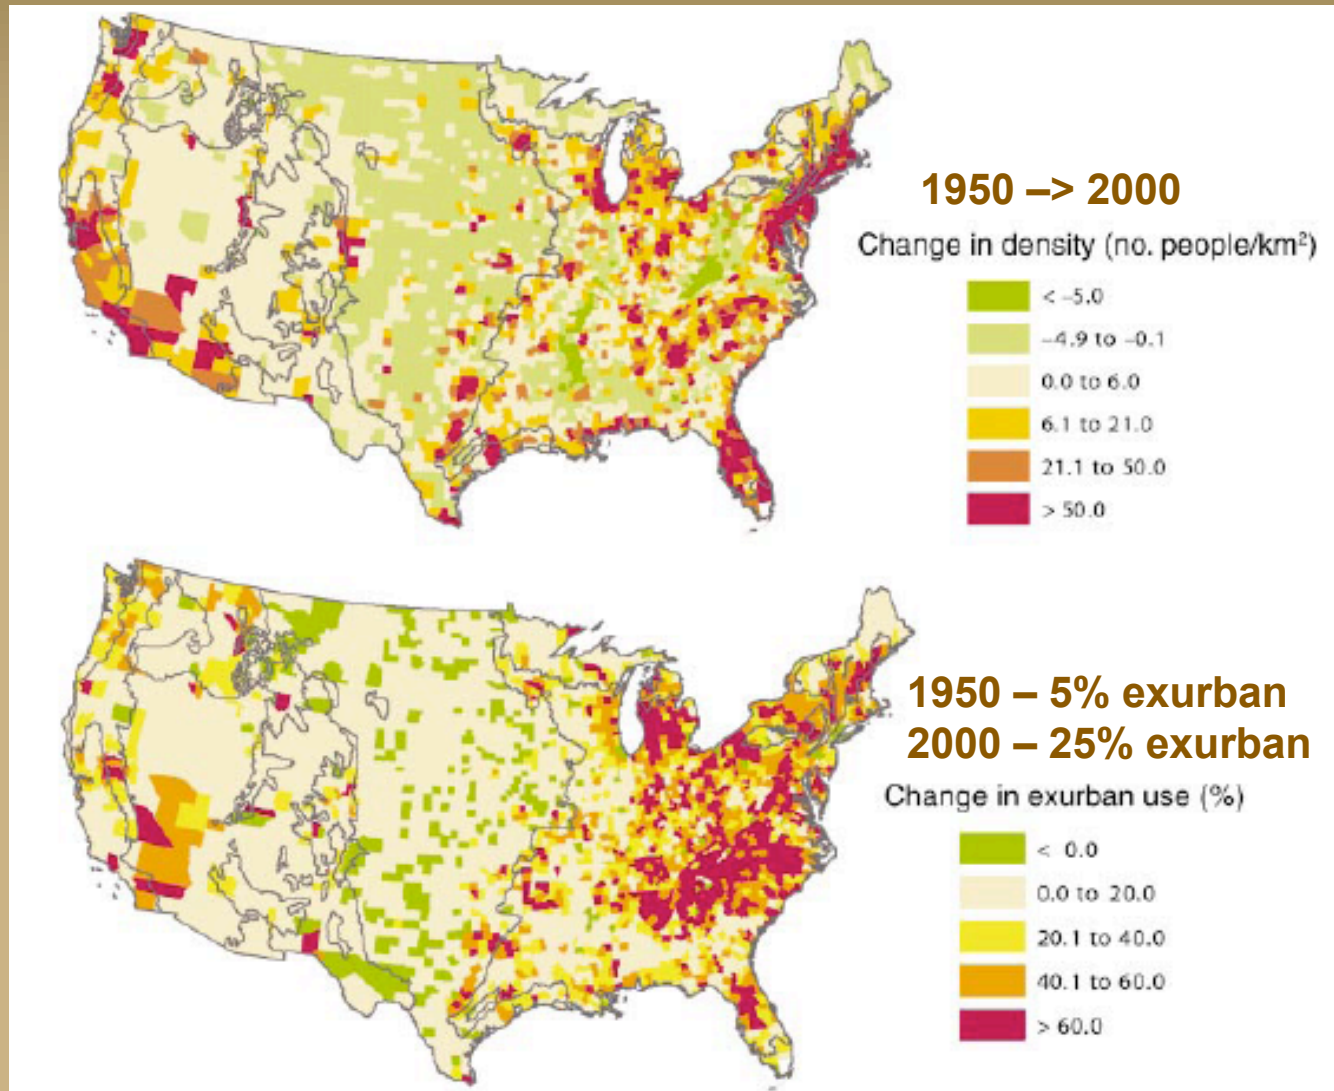 1950 –> 2000
Change in density (no. people/km²)
< –5.0
–4.9 to –0.1
0.0 to 6.0
6.1 to 21.0
21.1 to 50.0
> 50.0
1950 – 5% exurban
2000 – 25% exurban
Change in exurban use (%)
< 0.0
0.0 to 20.0
20.1 to 40.0
40.1 to 60.0
> 60.0